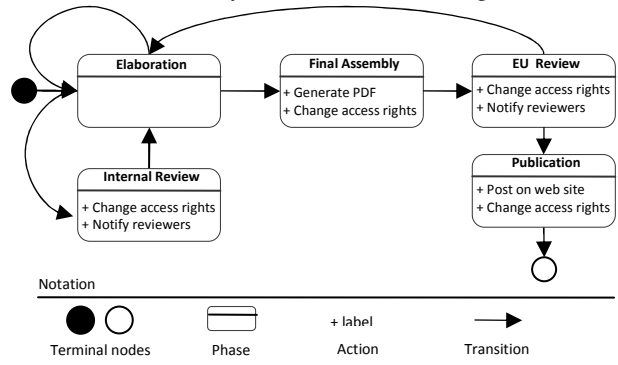 Elaboration
Final Assembly
+ Generate PDF
+ Change access rights
EU Review
+ Change access rights
+ Notify reviewers
Internal Review
+ Change access rights
+ Notify reviewers
Publication
+ Post on web site
+ Change access rights
Notation
+ label
Terminal nodes
Phase
Action
Transition